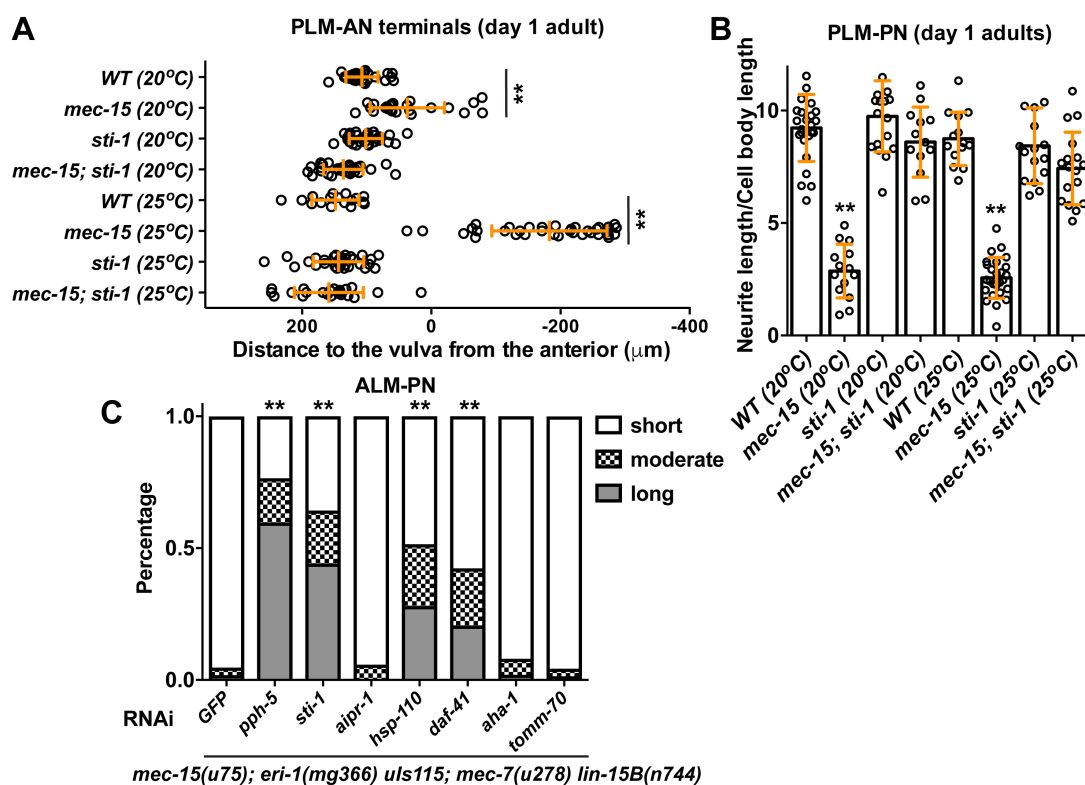 A
PLM-AN terminals (day 1 adult)
WT (20°C)
mec-15 (20°C)
sti-1 (20°C)
mec-15; sti-1 (20°C)
WT (25°C)
mec-15 (25°C)
sti-1 (25°C)
mec-15; sti-1 (25°C)
**
**
200 0 -200 -400
Distance to the vulva from the anterior (μm)
B
PLM-PN (day 1 adults)
Neurite length/Cell body length
10
5
0
** **
WT (20°C)
mec-15 (20°C)
sti-1 (20°C)
mec-15; sti-1 (20°C)
WT (25°C)
mec-15 (25°C)
sti-1 (25°C)
mec-15; sti-1 (25°C)
C
ALM-PN
** ** ** **
Percentage
1.0
0.5
0.0
short
moderate
long
RNAi
GFP
pph-5
sti-1
aipr-1
hsp-110
daf-41
aha-1
tomm-70
mec-15(u75); eri-1(mg366) uIs115; mec-7(u278) lin-15B(n744)